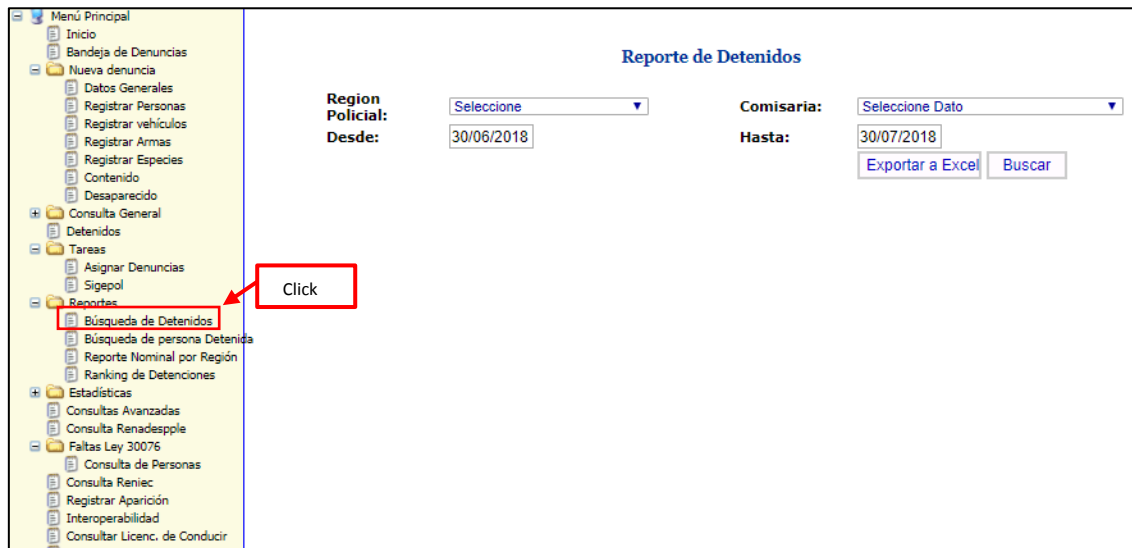 Menú Principal
Inicio
Bandeja de Denuncias
Nueva denuncia
Datos Generales
Registrar Personas
Registrar vehículos
Registrar Armas
Registrar Especies
Contenido
Desaparecido
Consulta General
Detenidos
Tareas
Asignar Denuncias
Sigepol
Reportes
Búsqueda de Detenidos
Búsqueda de persona Detenida
Reporte Nominal por Región
Ranking de Detenciones
Estadísticas
Consultas Avanzadas
Consulta Renadespple
Faltas Ley 30076
Consulta de Personas
Consulta Reniec
Registrar Aparición
Interoperabilidad
Consultar Licenc. de Conducir
Click
Reporte de Detenidos
Region Policial: Seleccione Comisaria: Seleccione Dato
Desde: 30/06/2018 Hasta: 30/07/2018
Exportar a Excel Buscar